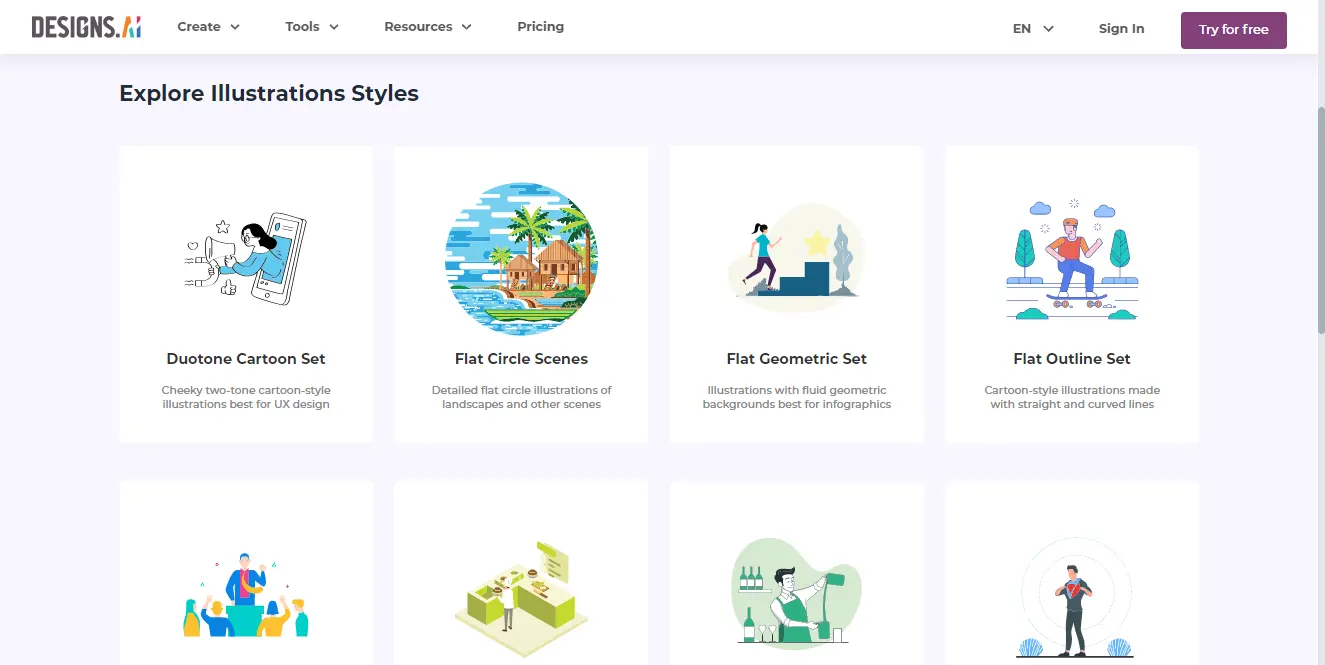 DESIGNS.Ai Create Tools Resources Pricing EN Sign In Try for free
Explore Illustrations Styles
Duotone Cartoon Set
Cheeky two-tone cartoon-style
illustrations best for UX design
Flat Circle Scenes
Detailed flat circle illustrations of
landscapes and other scenes
Flat Geometric Set
Illustrations with fluid geometric
backgrounds best for infographics
Flat Outline Set
Cartoon-style illustrations made
with straight and curved lines